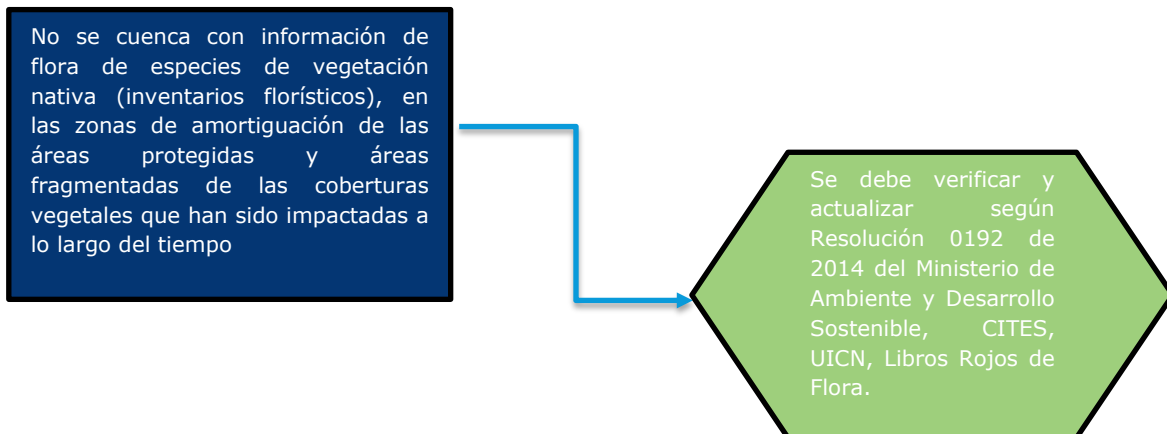 No se cuenca con información de
flora de especies de vegetación
nativa (inventarios florísticos), en
las zonas de amortiguación de las
áreas protegidas y áreas
fragmentadas de las coberturas
vegetales que han sido impactadas a
lo largo del tiempo
Se debe verificar y
actualizar según
Resolución 0192 de
2014 del Ministerio de
Ambiente y Desarrollo
Sostenible, CITES,
UICN, Libros Rojos de
Flora.